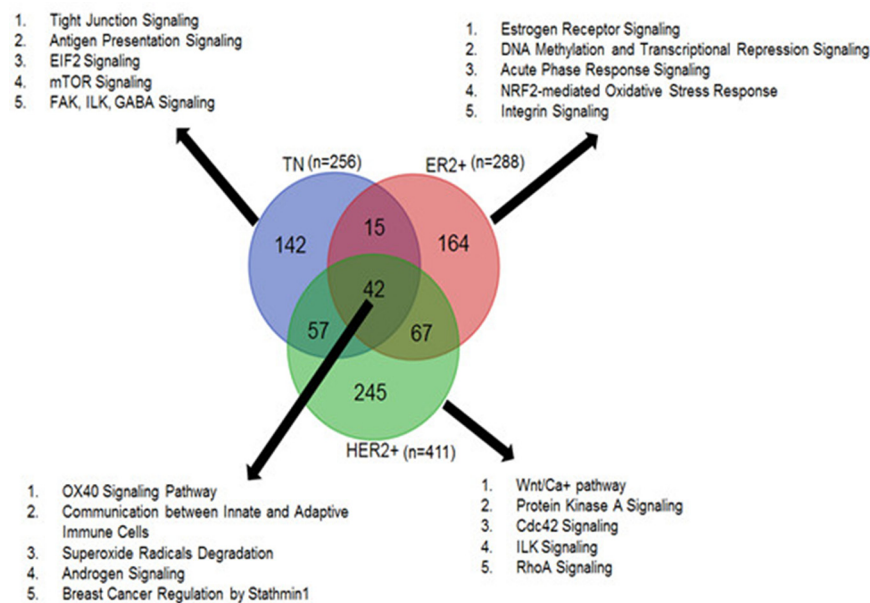 1. Tight Junction Signaling
2. Antigen Presentation Signaling
3. EIF2 Signaling
4. mTOR Signaling
5. FAK, ILK, GABA Signaling
1. Estrogen Receptor Signaling
2. DNA Methylation and Transcriptional Repression Signaling
3. Acute Phase Response Signaling
4. NRF2-mediated Oxidative Stress Response
5. Integrin Signaling
TN (n=256)
ER2+ (n=288)
142
15
164
42
57
67
245
HER2+ (n=411)
1. OX40 Signaling Pathway
2. Communication between Innate and Adaptive
Immune Cells
3. Superoxide Radicals Degradation
4. Androgen Signaling
5. Breast Cancer Regulation by Stathmin1
1. Wnt/Ca+ pathway
2. Protein Kinase A Signaling
3. Cdc42 Signaling
4. ILK Signaling
5. RhoA Signaling